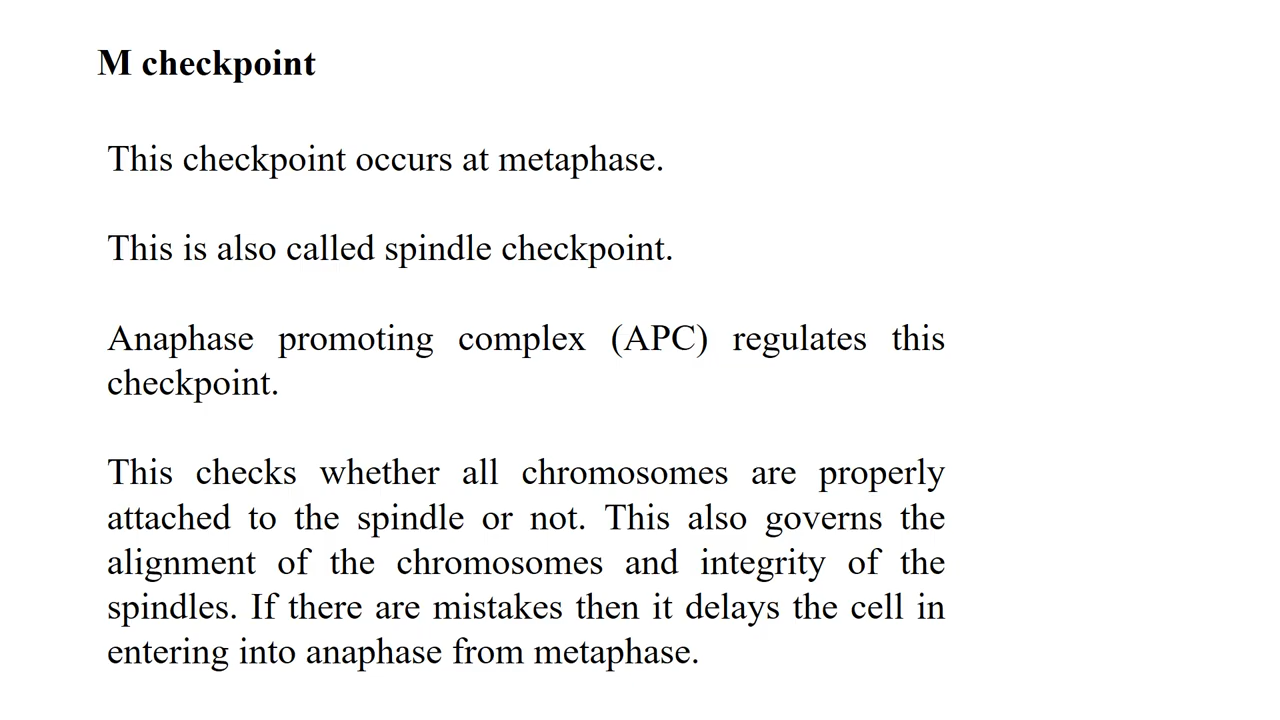 M checkpoint
This checkpoint occurs at metaphase.
This is also called spindle checkpoint.
Anaphase promoting complex (APC) regulates this
checkpoint.
This checks whether all chromosomes are properly
attached to the spindle or not. This also governs the
alignment of the chromosomes and integrity of the
spindles. If there are mistakes then it delays the cell in
entering into anaphase from metaphase.